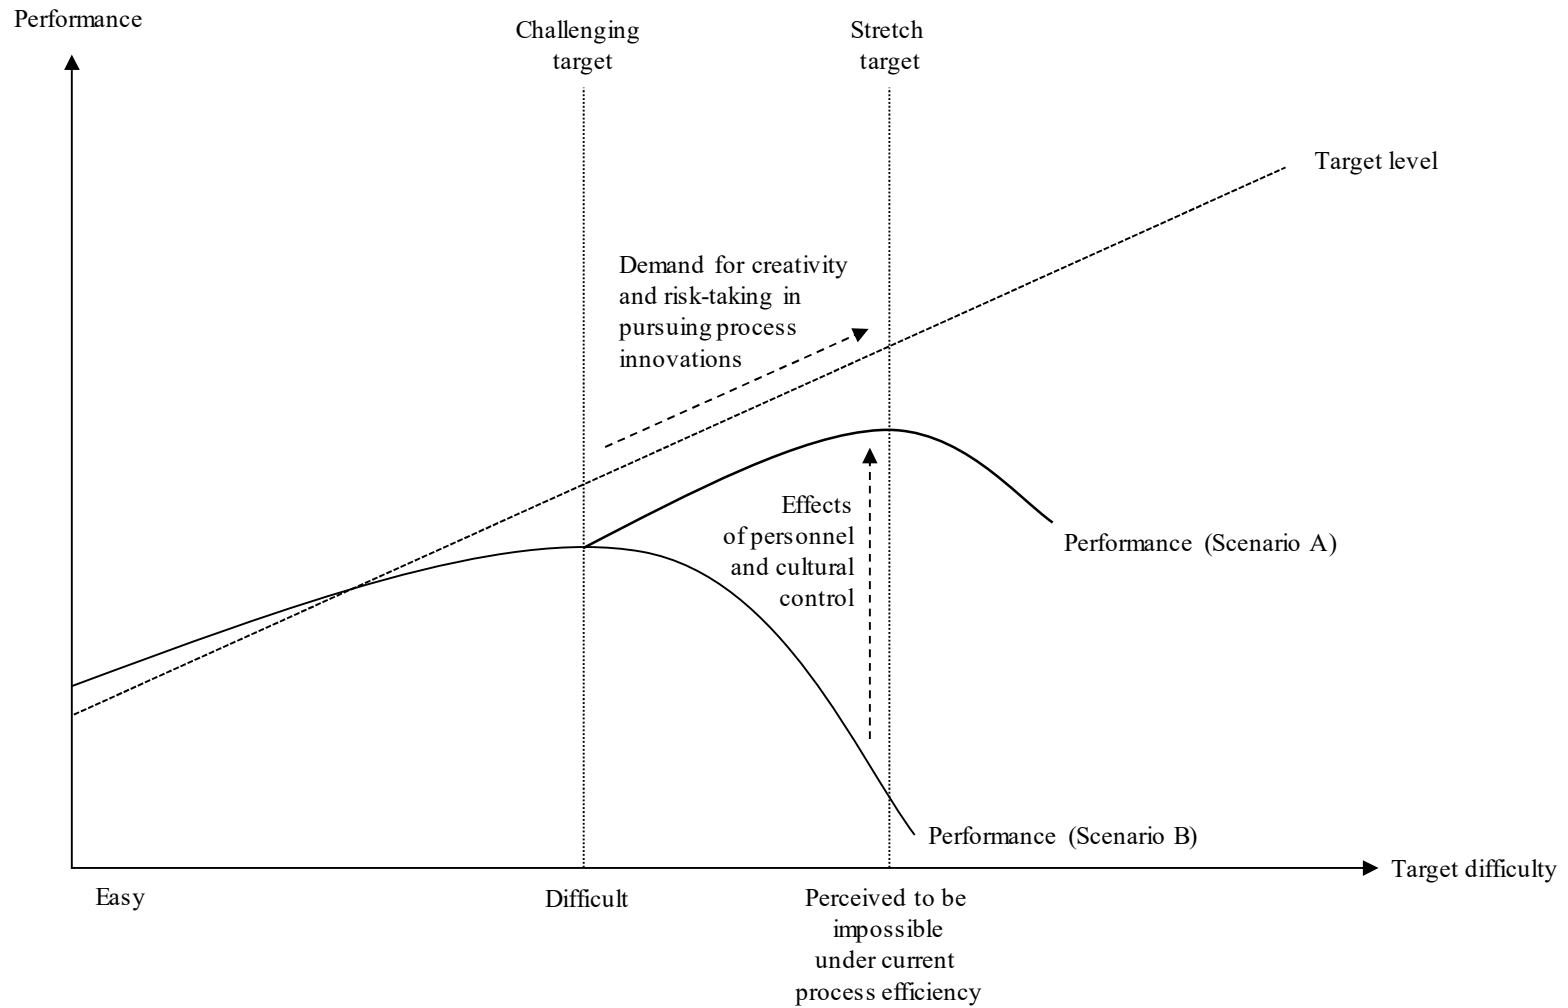 Performance
Challenging
target
Stretch
target
Target level
Demand for creativity
and risk-taking in
pursuing process
innovations
Effects
of personnel
and cultural
control
Performance (Scenario A)
Performance (Scenario B)
Target difficulty
Easy
Difficult
Perceived to be
impossible
under current
process efficiency